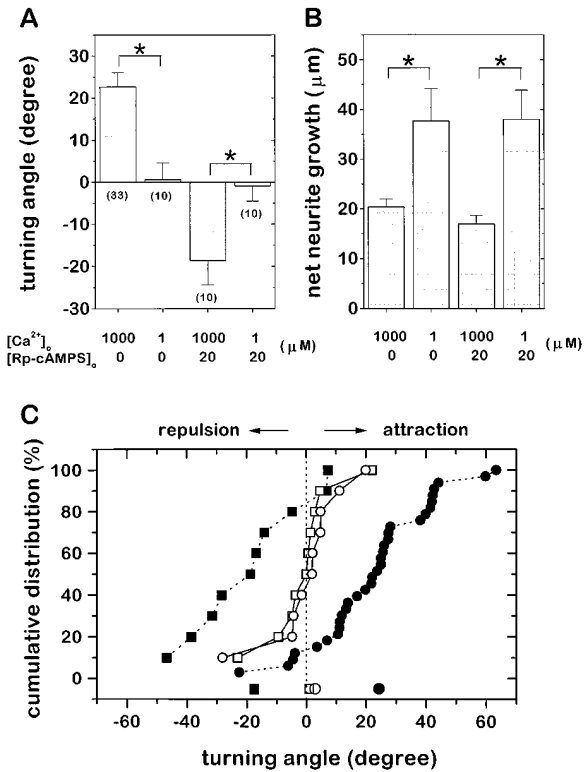 A
turning angle (degree)
30
20
10
0
-10
-20
-30
*
*
(33)
(10)
(10)
(10)
[Ca²⁺]ₒ 1000 1 1000 1 (μM)
[Rp-cAMPS]ₒ 0 0 20 20
B
net neurite growth (μm)
50
40
30
20
10
0
*
*
1000 1 1000 1 (μM)
0 0 20 20
C
repulsion ← → attraction
cumulative distribution (%)
100
80
60
40
20
0
-60 -40 -20 0 20 40 60
turning angle (degree)